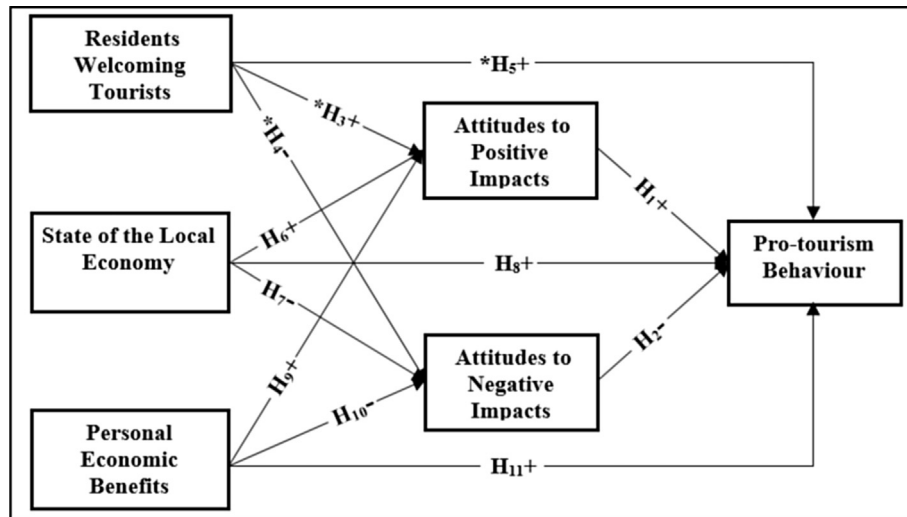 Residents
Welcoming
Tourists
*H5+
*H3+
*H4-
Attitudes to
Positive
Impacts
H1+
State of the Local
Economy
H6+
H8+
H7-
Pro-tourism
Behaviour
H2-
Attitudes to
Negative
Impacts
H9+
H10-
Personal
Economic
Benefits
H11+